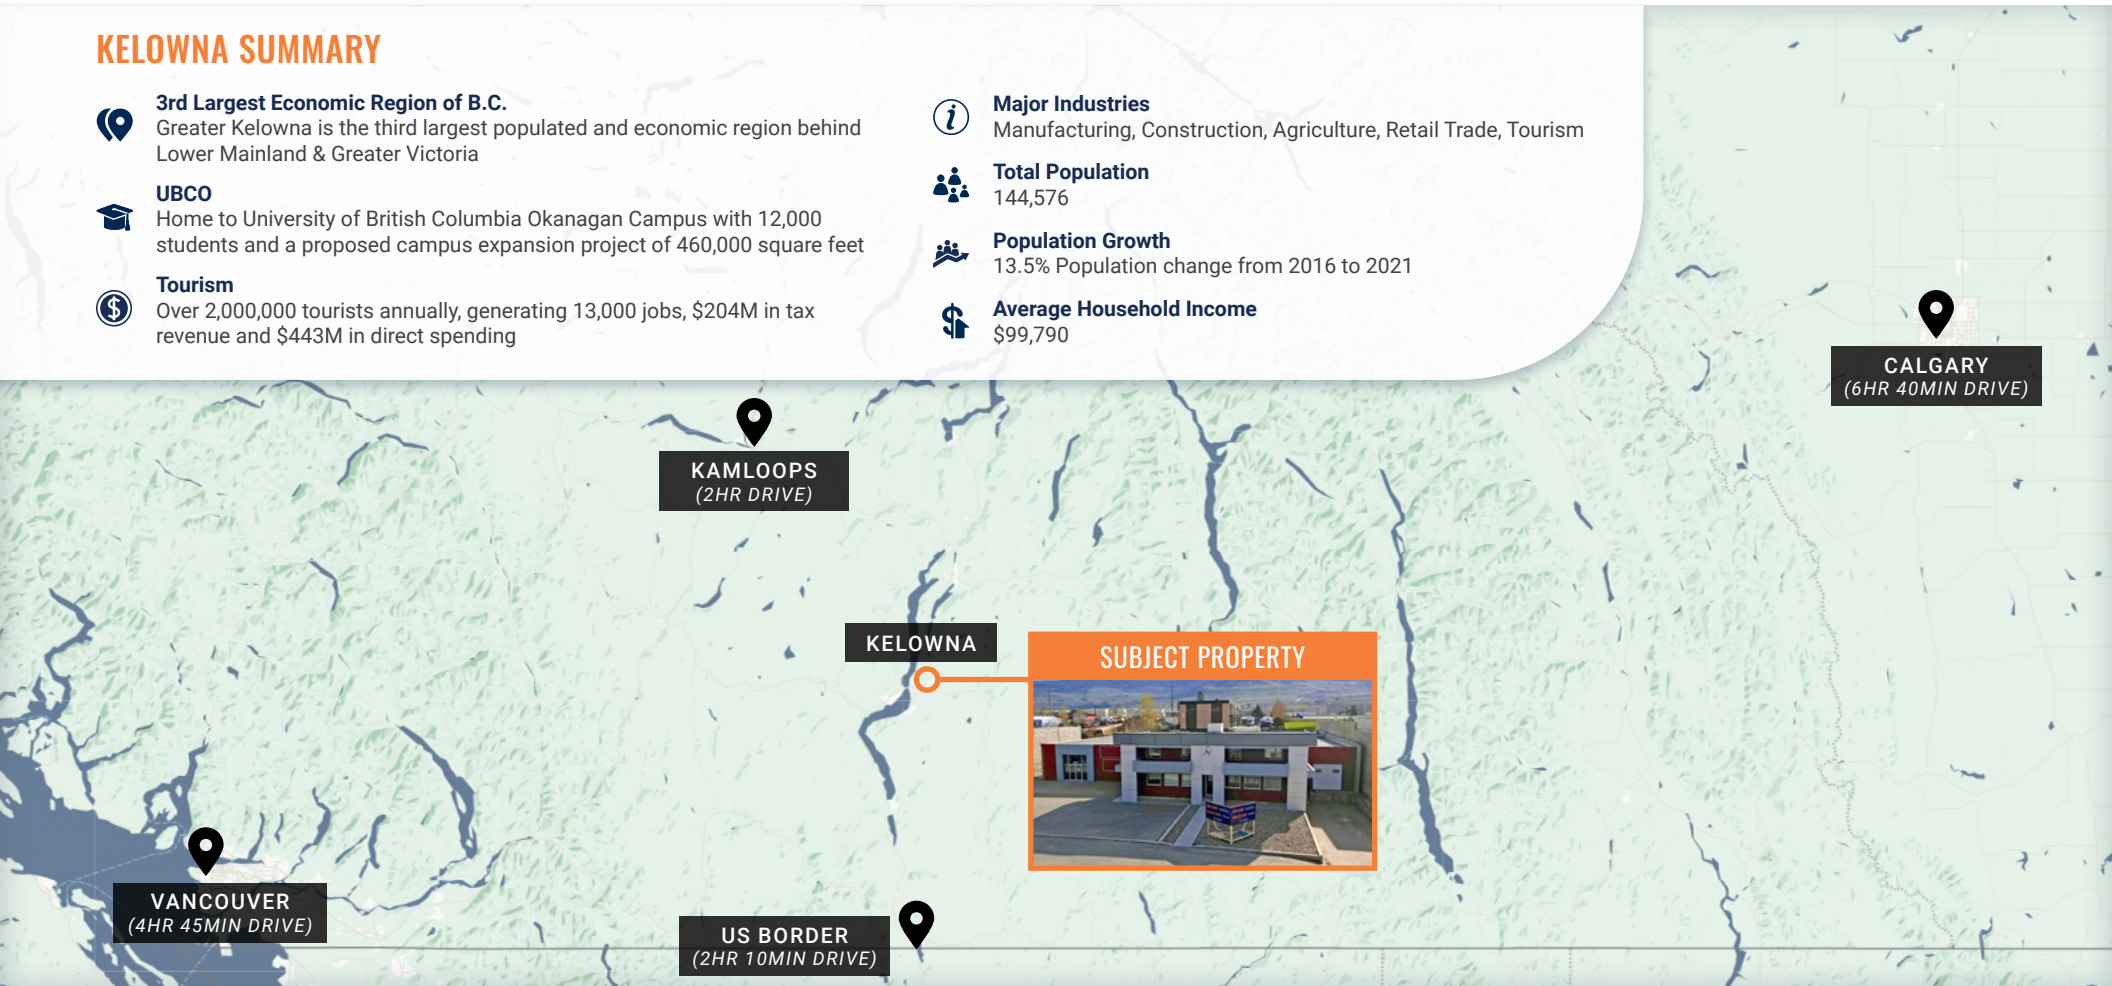 KELOWNA SUMMARY
3rd Largest Economic Region of B.C.
Greater Kelowna is the third largest populated and economic region behind
Lower Mainland & Greater Victoria
UBCO
Home to University of British Columbia Okanagan Campus with 12,000
students and a proposed campus expansion project of 460,000 square feet
Tourism
Over 2,000,000 tourists annually, generating 13,000 jobs, $204M in tax
revenue and $443M in direct spending
Major Industries
Manufacturing, Construction, Agriculture, Retail Trade, Tourism
Total Population
144,576
Population Growth
13.5% Population change from 2016 to 2021
Average Household Income
$99,790
CALGARY
(6HR 40MIN DRIVE)
KAMLOOPS
(2HR DRIVE)
KELOWNA
SUBJECT PROPERTY
VANCOUVER
(4HR 45MIN DRIVE)
US BORDER
(2HR 10MIN DRIVE)